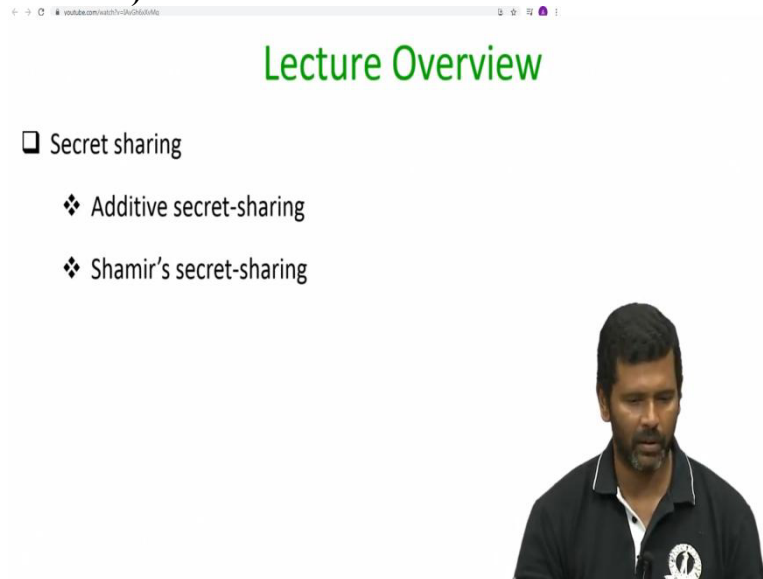 Lecture Overview
Secret sharing
Additive secret-sharing
Shamir's secret-sharing